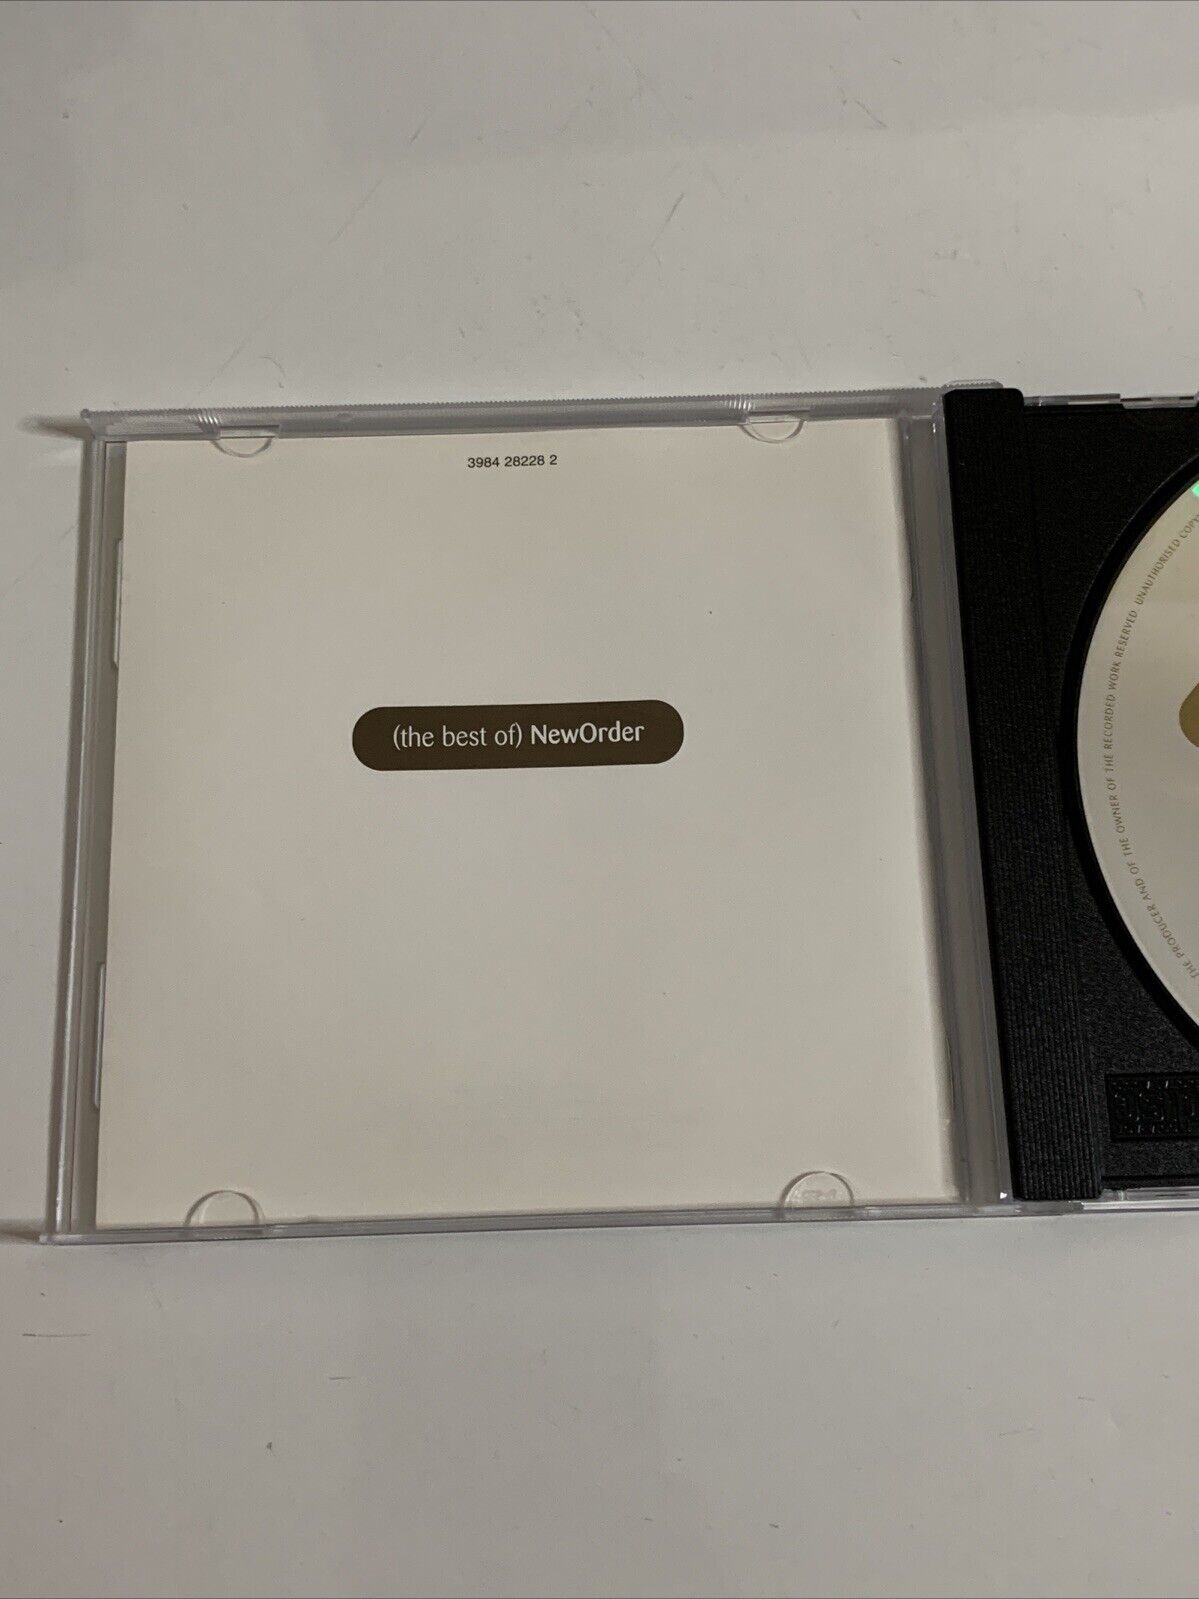 3984 28228 2
(the best of) NewOrder
THE PRODUCER AND OF THE OWNER OF THE RECORDED WORK RESERVED. UNAUTHORISED